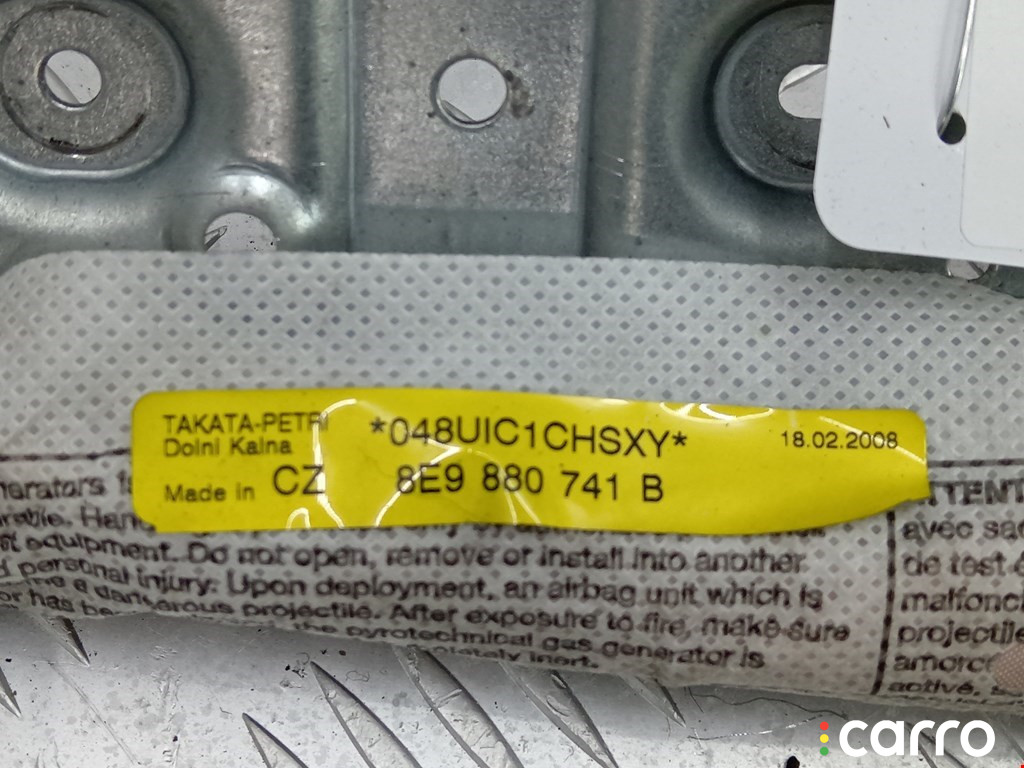 TAKATA-PETRI
Dolni Kalna
*048UIC1CHSXY*
18.02.2008
Made in CZ
8E9 880 741 B
equipment. Do not open, remove or install into another
personal injury. Upon deployment, an airbag unit which is
a dangerous projectile. After exposure to fire, make sure
the pyrotechnical gas generator is
inert.
avec
de test
projectile
carro